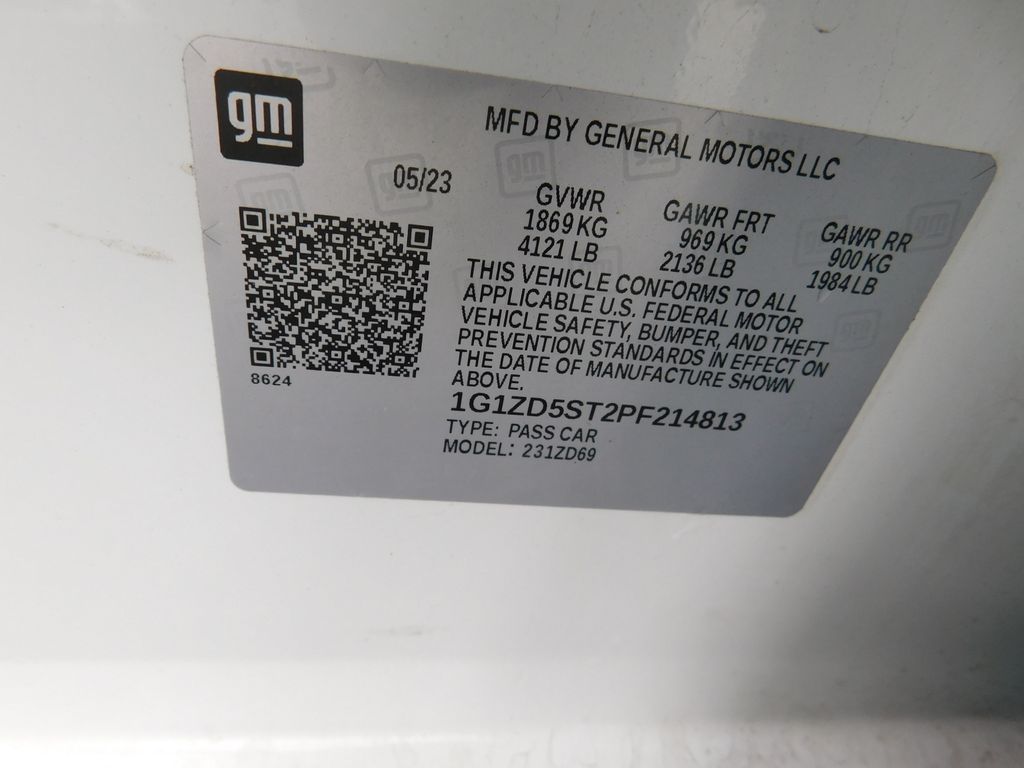 gm
MFD BY GENERAL MOTORS LLC
05/23
GVWR
1869 KG
4121 LB
GAWR FRT
969 KG
2136 LB
GAWR RR
900 KG
1984 LB
THIS VEHICLE CONFORMS TO ALL
APPLICABLE U.S. FEDERAL MOTOR
VEHICLE SAFETY, BUMPER, AND THEFT
PREVENTION STANDARDS IN EFFECT ON
THE DATE OF MANUFACTURE SHOWN
ABOVE.
8624
1G1ZD5ST2PF214813
TYPE: PASS CAR
MODEL: 231ZD69